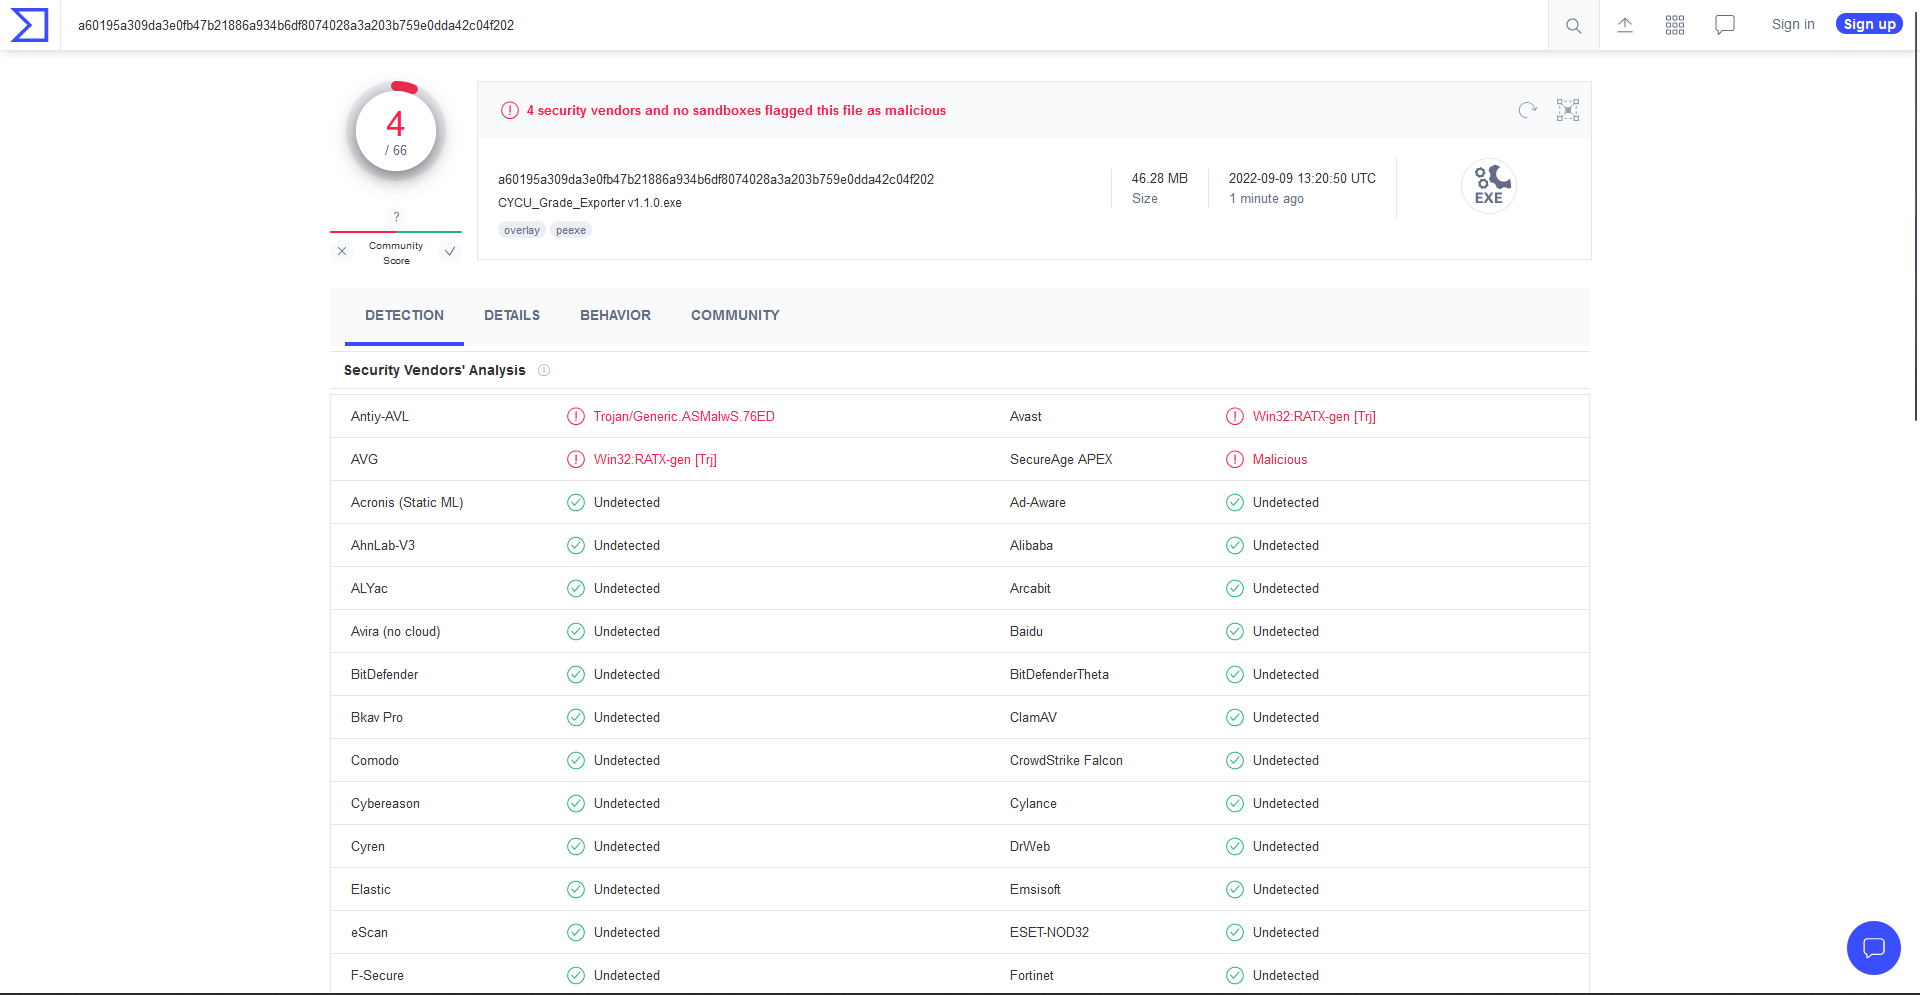 a60195a309da3e0fb47b21886a934b6df8074028a3a203b759e0dda42c04f202
Sign in
Sign up
4
/ 66
?
Community
Score
4 security vendors and no sandboxes flagged this file as malicious
a60195a309da3e0fb47b21886a934b6df8074028a3a203b759e0dda42c04f202
CYCU_Grade_Exporter v1.1.0.exe
overlay peexe
46.28 MB
Size
2022-09-09 13:20:50 UTC
1 minute ago
EXE
DETECTION DETAILS BEHAVIOR COMMUNITY
Security Vendors' Analysis
Antiy-AVL Trojan/Generic.ASMalwS.76ED Avast Win32:RATX-gen [Trj]
AVG Win32:RATX-gen [Trj] SecureAge APEX Malicious
Acronis (Static ML) Undetected Ad-Aware Undetected
AhnLab-V3 Undetected Alibaba Undetected
ALYac Undetected Arcabit Undetected
Avira (no cloud) Undetected Baidu Undetected
BitDefender Undetected BitDefenderTheta Undetected
Bkav Pro Undetected ClamAV Undetected
Comodo Undetected CrowdStrike Falcon Undetected
Cybereason Undetected Cylance Undetected
Cyren Undetected DrWeb Undetected
Elastic Undetected Emsisoft Undetected
eScan Undetected ESET-NOD32 Undetected
F-Secure Undetected Fortinet Undetected